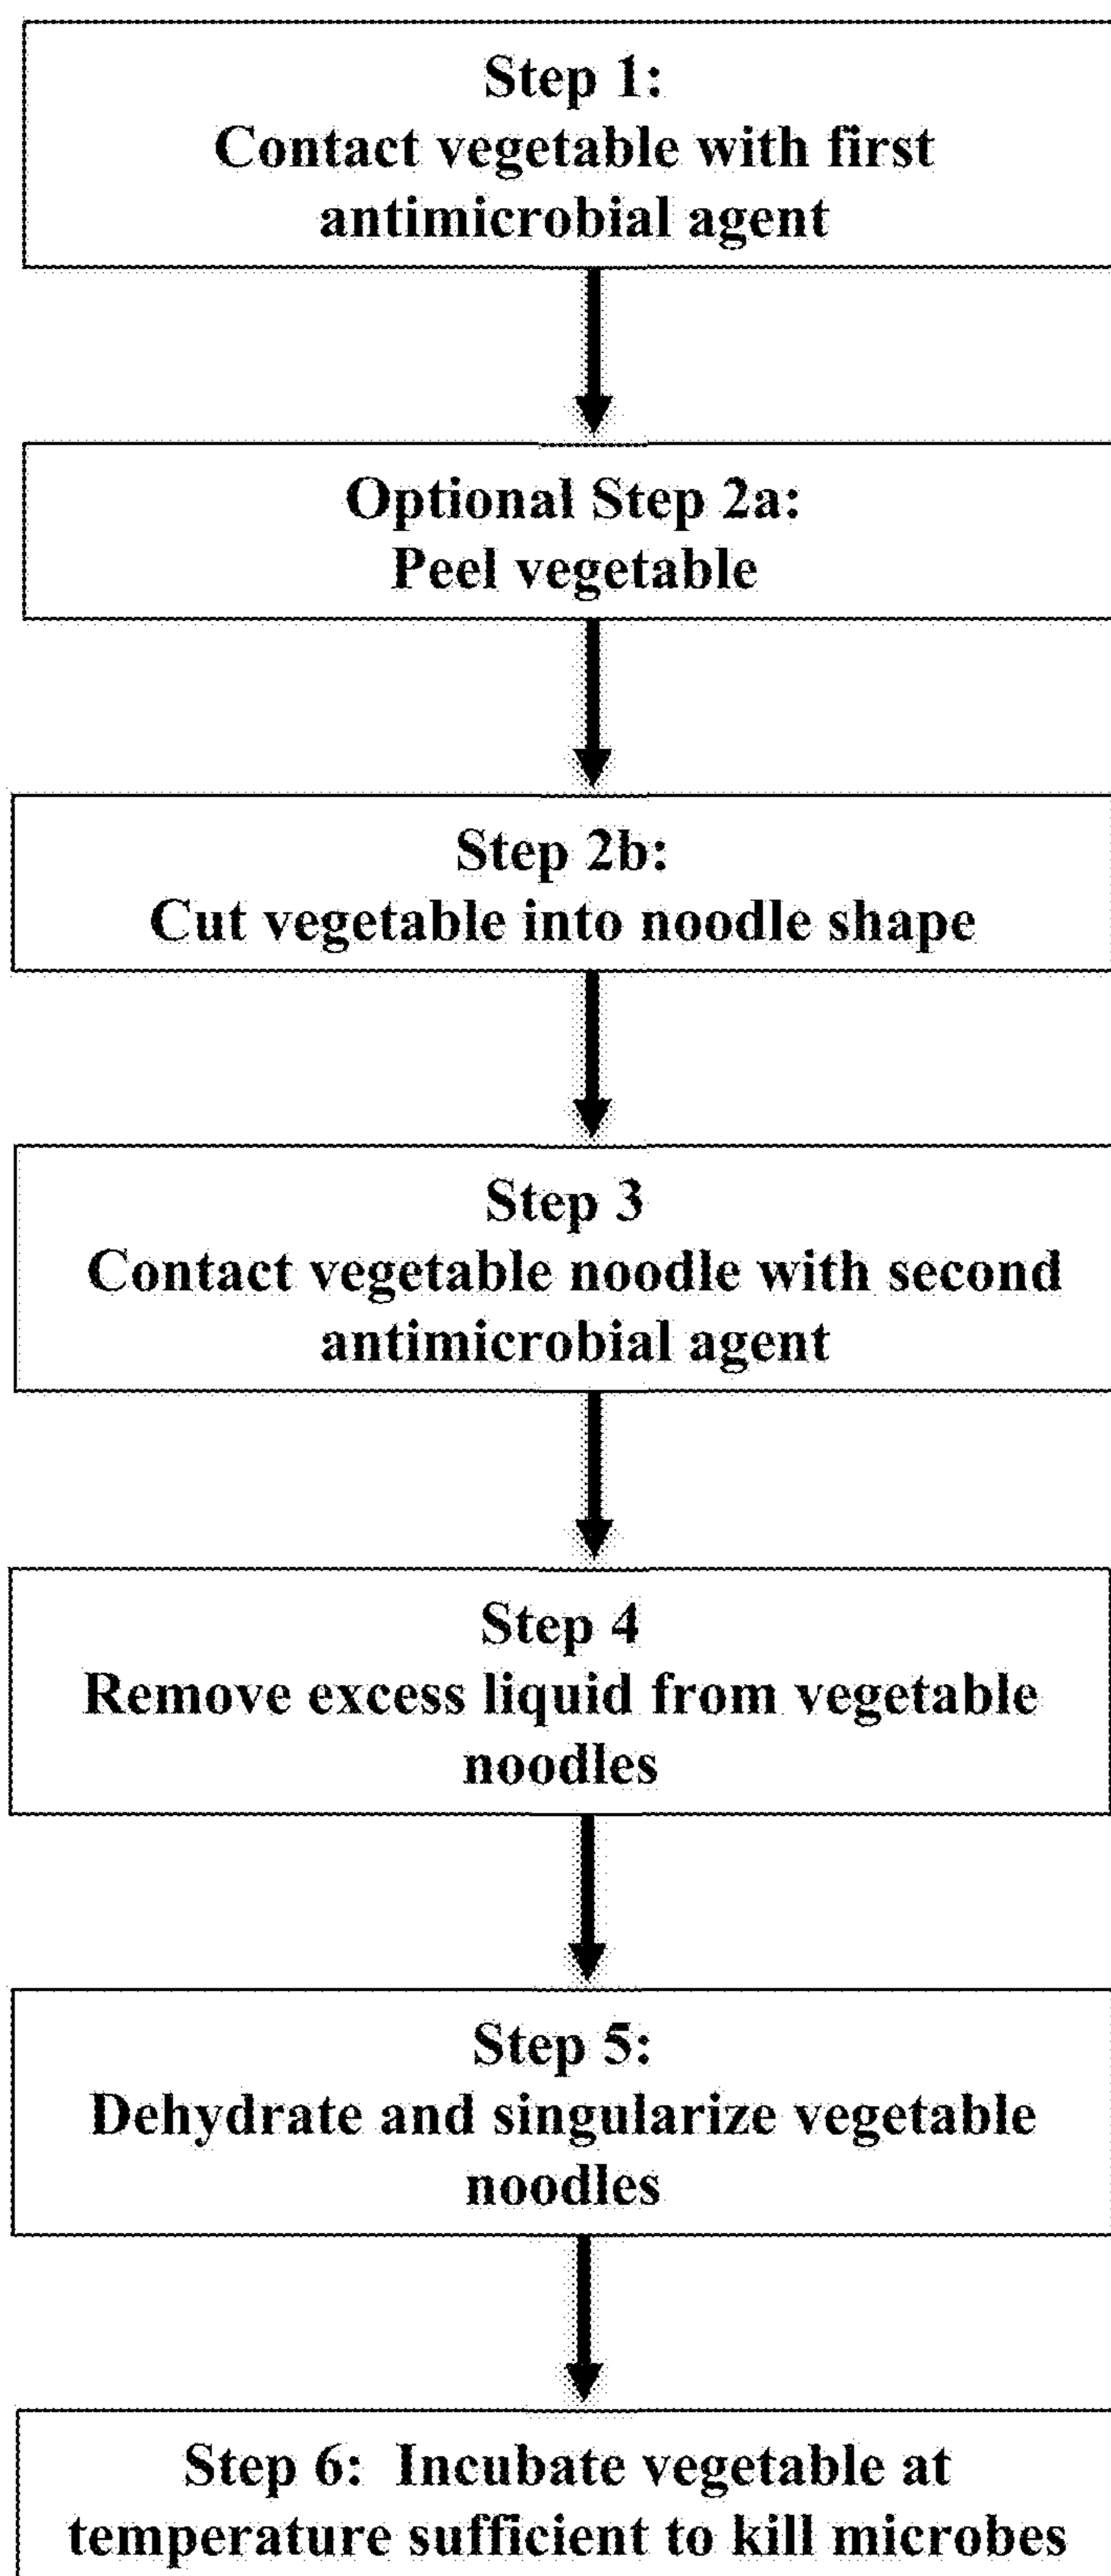 Step 1:
Contact vegetable with first
antimicrobial agent
Optional Step 2a:
Peel vegetable
Step 2b:
Cut vegetable into noodle shape
Step 3
Contact vegetable noodle with second
antimicrobial agent
Step 4
Remove excess liquid from vegetable
noodles
Step 5:
Dehydrate and singularize vegetable
noodles
Step 6: Incubate vegetable at
temperature sufficient to kill microbes